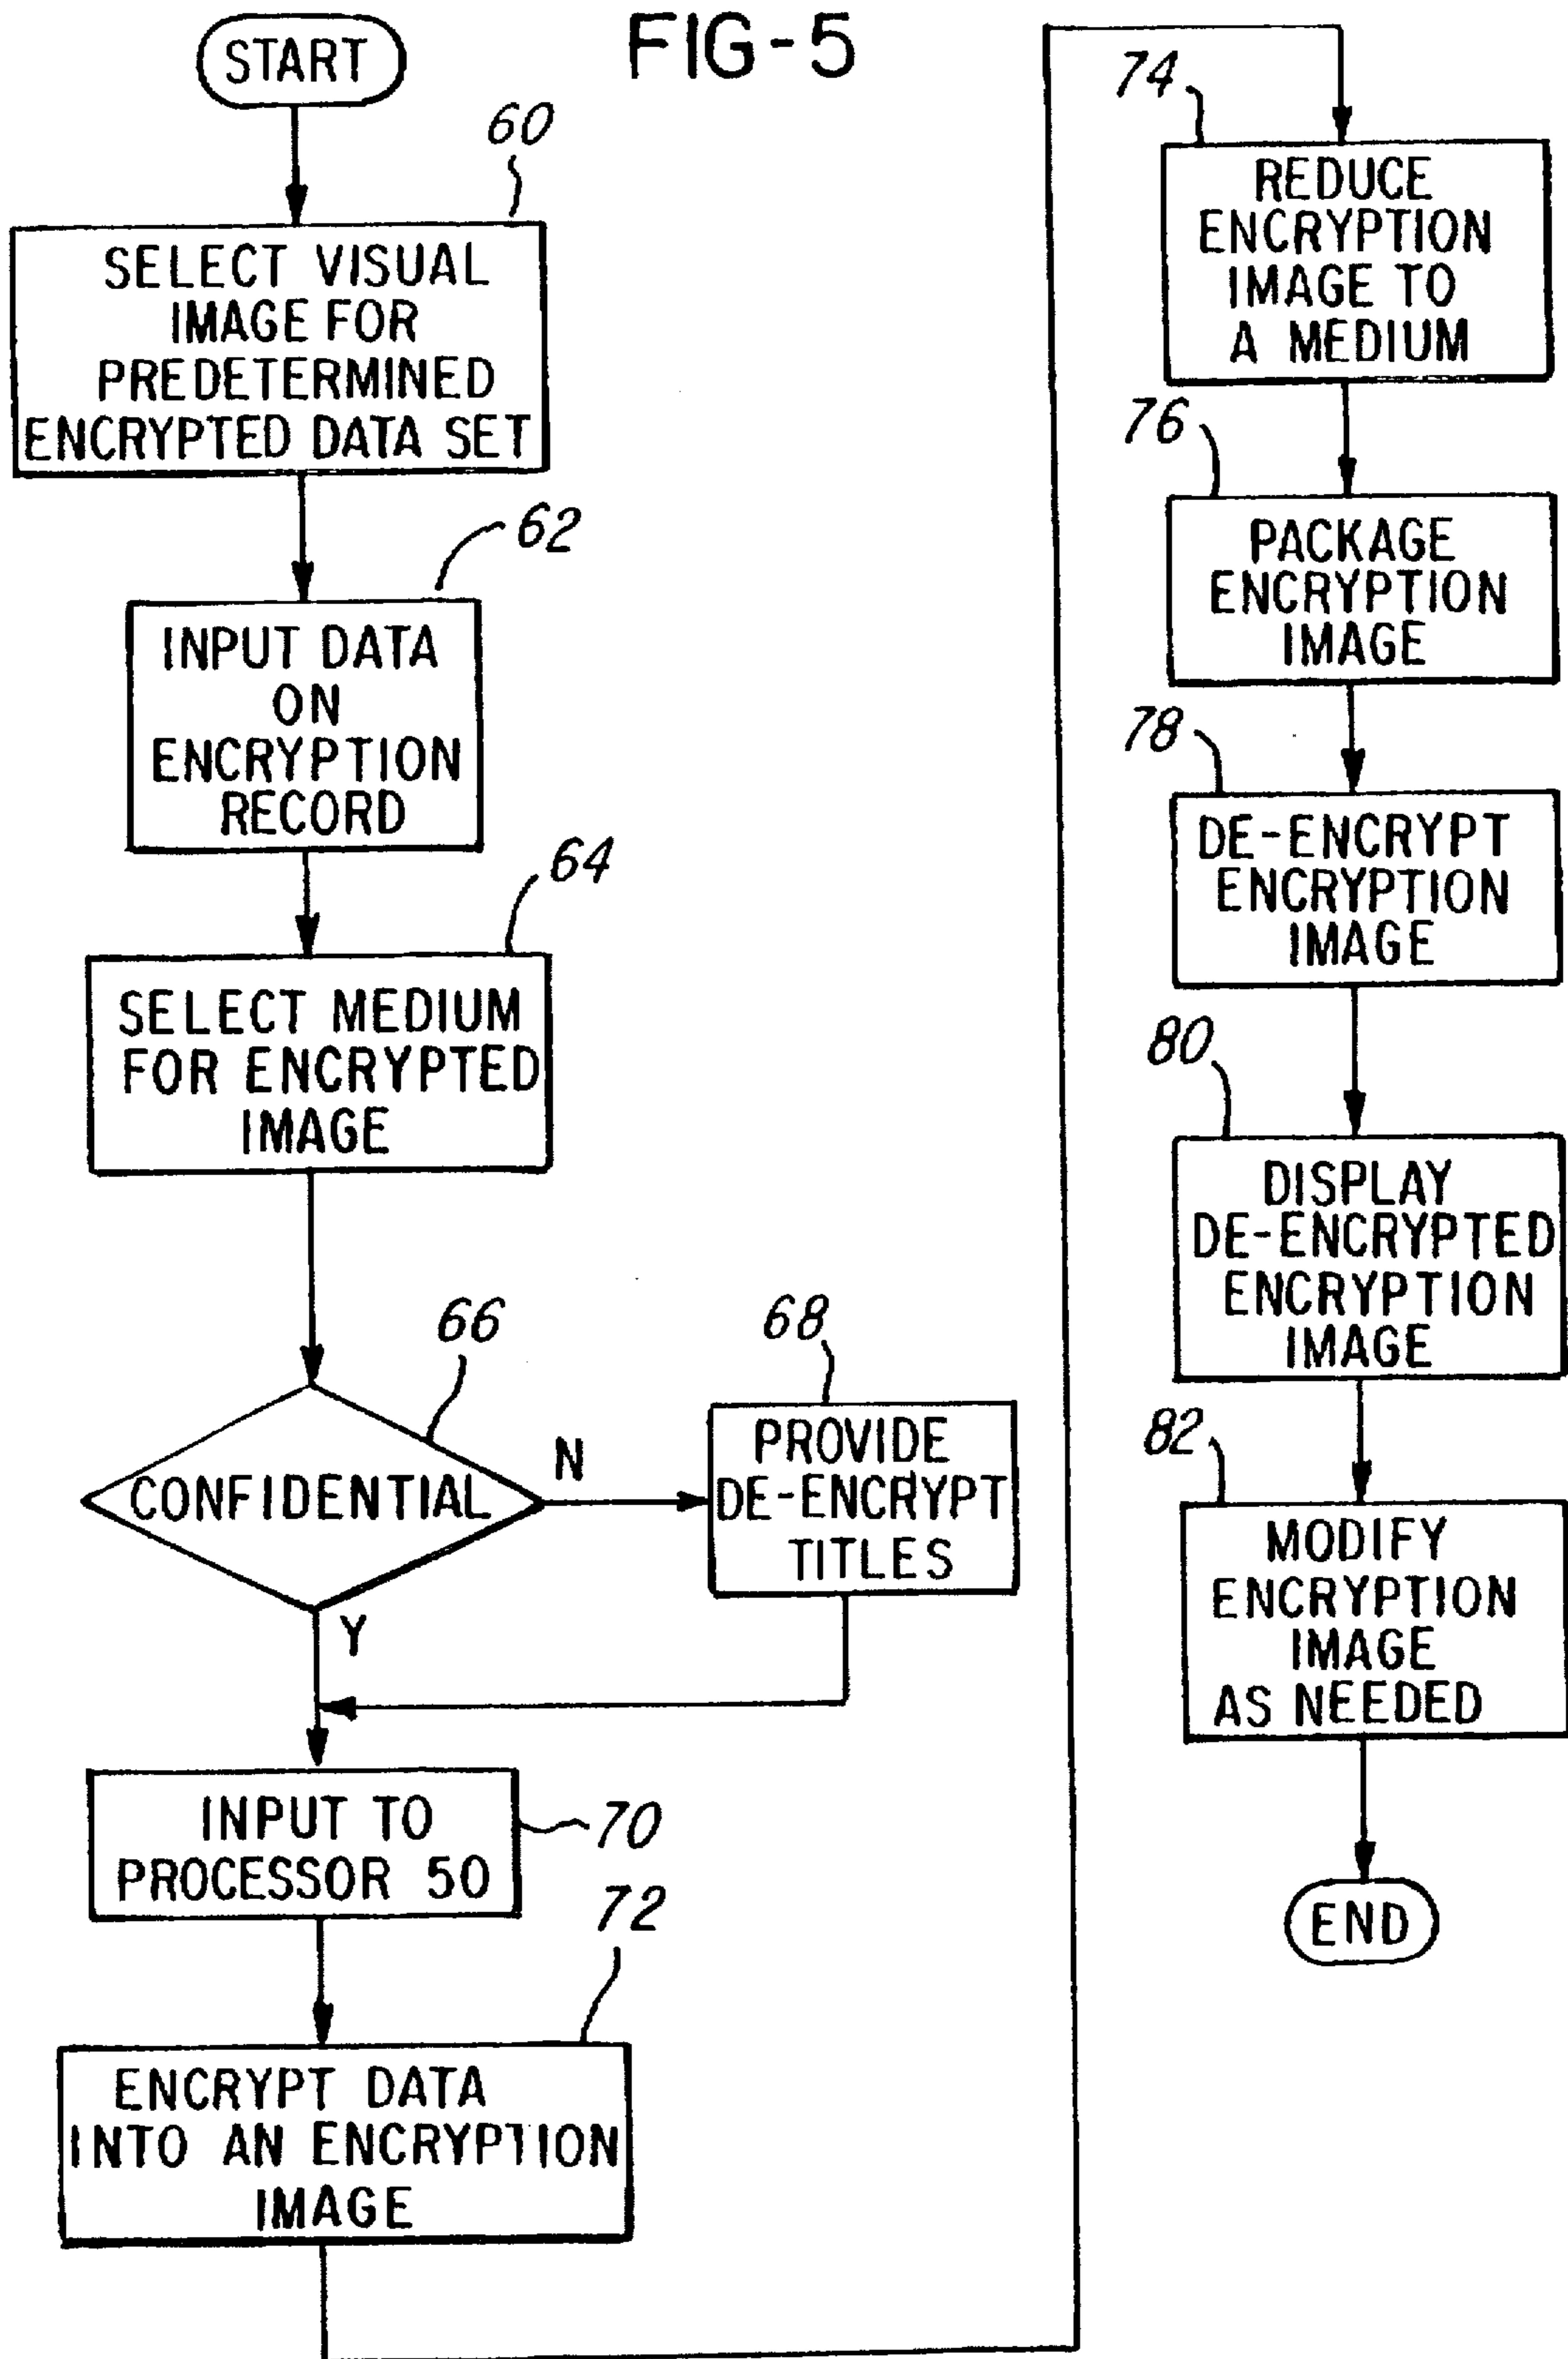 FIG-5
START
60
SELECT VISUAL
IMAGE FOR
PREDETERMINED
ENCRYPTED DATA SET
62
INPUT DATA
ON
ENCRYPTION
RECORD
64
SELECT MEDIUM
FOR ENCRYPTED
IMAGE
66
CONFIDENTIAL
N
Y
68
PROVIDE
DE-ENCRYPT
TITLES
70
INPUT TO
PROCESSOR 50
72
ENCRYPT DATA
INTO AN ENCRYPTION
IMAGE
74
REDUCE
ENCRYPTION
IMAGE TO
A MEDIUM
76
PACKAGE
ENCRYPTION
IMAGE
78
DE-ENCRYPT
ENCRYPTION
IMAGE
80
DISPLAY
DE-ENCRYPTED
ENCRYPTION
IMAGE
82
MODIFY
ENCRYPTION
IMAGE
AS NEEDED
END